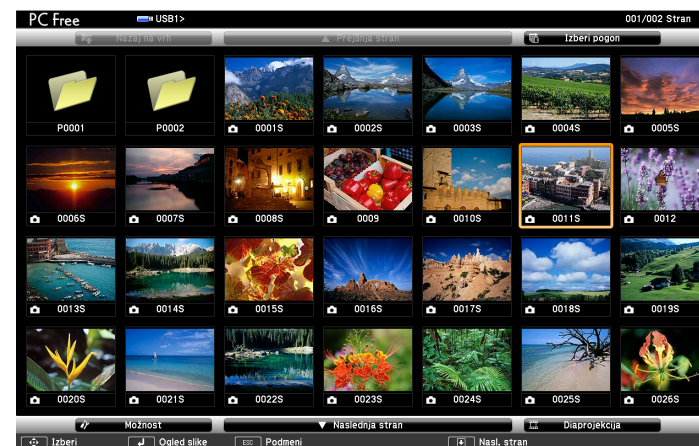 PC Free USB1> 001/002 Stran
Nazaj na vrh Prejšnja stran Izberi pogon
P0001 P0002 0001S 0002S 0003S 0004S 0005S
0006S 0007S 0008S 0009 0010S 0011S 0012
0013S 0014S 0015S 0016S 0017S 0018S 0019S
0020S 0021S 0022S 0023S 0024S 0025S 0026S
Možnost Naslednja stran Diaprojekcija
Izberi Ogled slike ESC Podmeni Nasl. stran